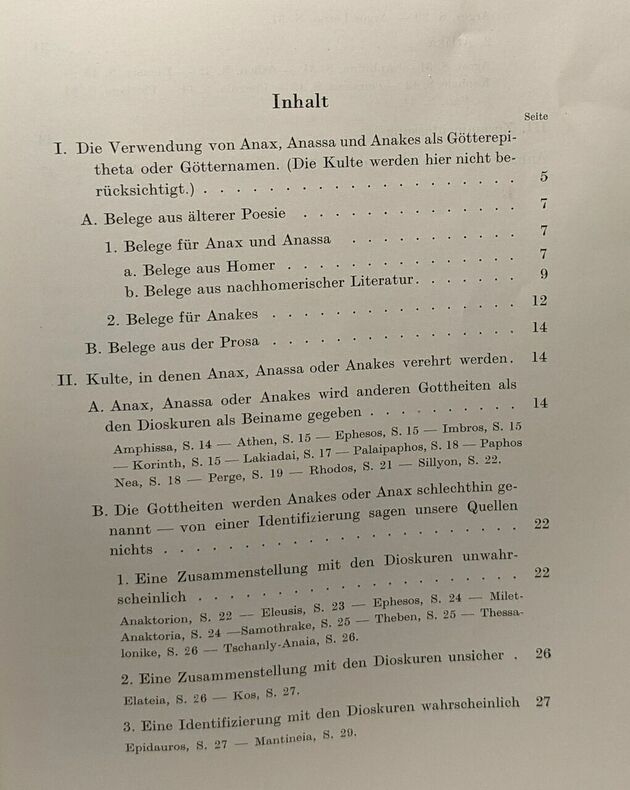 Inhalt
Seite
I. Die Verwendung von Anax, Anassa und Anakes als Götterepi-
theta oder Götternamen. (Die Kulte werden hier nicht be-
rücksichtigt.) . . . . . . . . . . . . . . . . . . 5
A. Belege aus älterer Poesie . . . . . . . . . . . . . 7
1. Belege für Anax und Anassa . . . . . . . . . . . 7
a. Belege aus Homer . . . . . . . . . . . . . . 7
b. Belege aus nachhomerischer Literatur. . . . . . . 9
2. Belege für Anakes . . . . . . . . . . . . . . . 12
B. Belege aus der Prosa . . . . . . . . . . . . . . . 14
II. Kulte, in denen Anax, Anassa oder Anakes verehrt werden. 14
A. Anax, Anassa oder Anakes wird anderen Gottheiten als
den Dioskuren als Beiname gegeben . . . . . . . . . 14
Amphissa, S. 14 — Athen, S. 15 — Ephesos, S. 15 — Imbros, S. 15
— Korinth, S. 15 — Lakiadai, S. 17 — Palaipaphos, S. 18 — Paphos
Nea, S. 18 — Perge, S. 19 — Rhodos, S. 21 — Sillyon, S. 22.
B. Die Gottheiten werden Anakes oder Anax schlechthin ge-
nannt — von einer Identifizierung sagen unsere Quellen
nichts . . . . . . . . . . . . . . . . . . . . . 22
1. Eine Zusammenstellung mit den Dioskuren unwahr-
scheinlich . . . . . . . . . . . . . . . . . . . 22
Anaktorion, S. 22 — Eleusis, S. 23 — Ephesos, S. 24 — Milet-
Anaktoria, S. 24 —Samothrake, S. 25 — Theben, S. 25 — Thessa-
lonike, S. 26 — Tschanly-Anaia, S. 26.
2. Eine Zusammenstellung mit den Dioskuren unsicher . 26
Elateia, S. 26 — Kos, S. 27.
3. Eine Identifizierung mit den Dioskuren wahrscheinlich 27
Epidauros, S. 27 — Mantineia, S. 29.